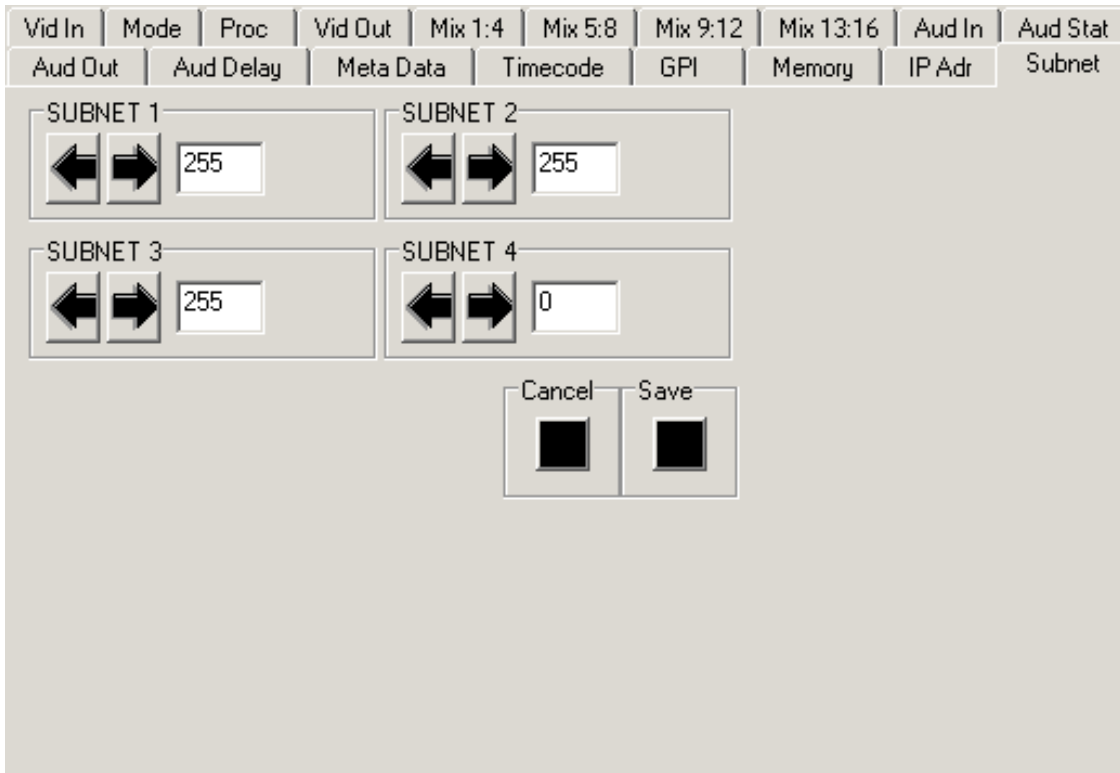 Vid In Mode Proc Vid Out Mix 1:4 Mix 5:8 Mix 9:12 Mix 13:16 Aud In Aud Stat
Aud Out Aud Delay Meta Data Timecode GPI Memory IP Adr Subnet
SUBNET 1 SUBNET 2
255 255
SUBNET 3 SUBNET 4
255 0
Cancel Save